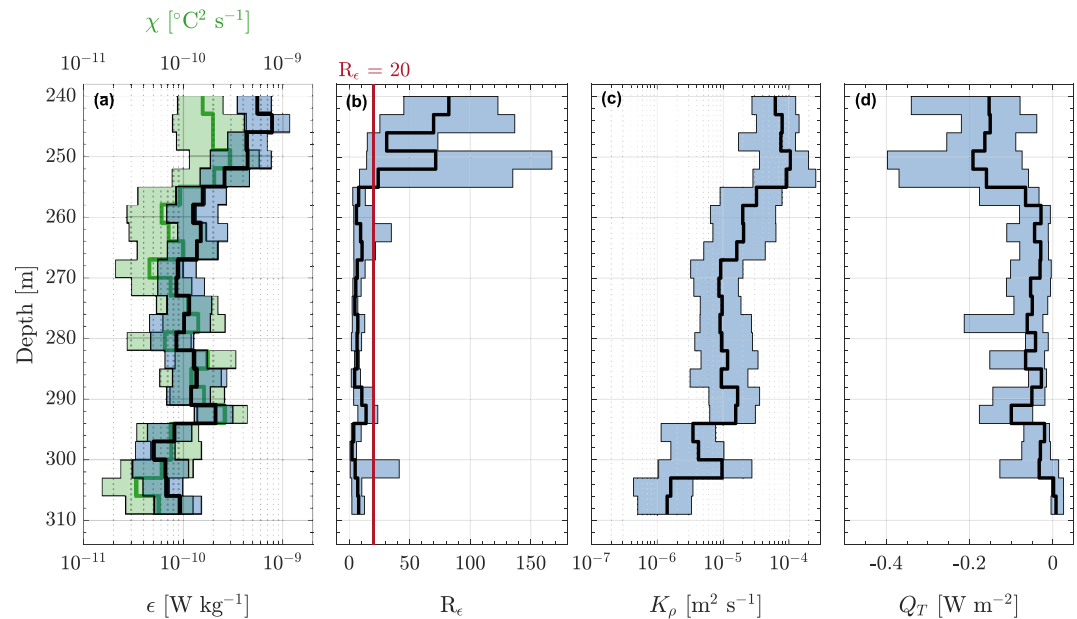 χ [°C² s⁻¹]
10⁻¹¹ 10⁻¹⁰ 10⁻⁹
R_ϵ = 20
(a) (b) (c) (d)
240
250
260
270
280
290
300
310
Depth [m]
10⁻¹¹ 10⁻¹⁰ 10⁻⁹ 0 50 100 150 10⁻⁷ 10⁻⁶ 10⁻⁵ 10⁻⁴ -0.4 -0.2 0
ϵ [W kg⁻¹] R_ϵ K_ρ [m² s⁻¹] Q_T [W m⁻²]